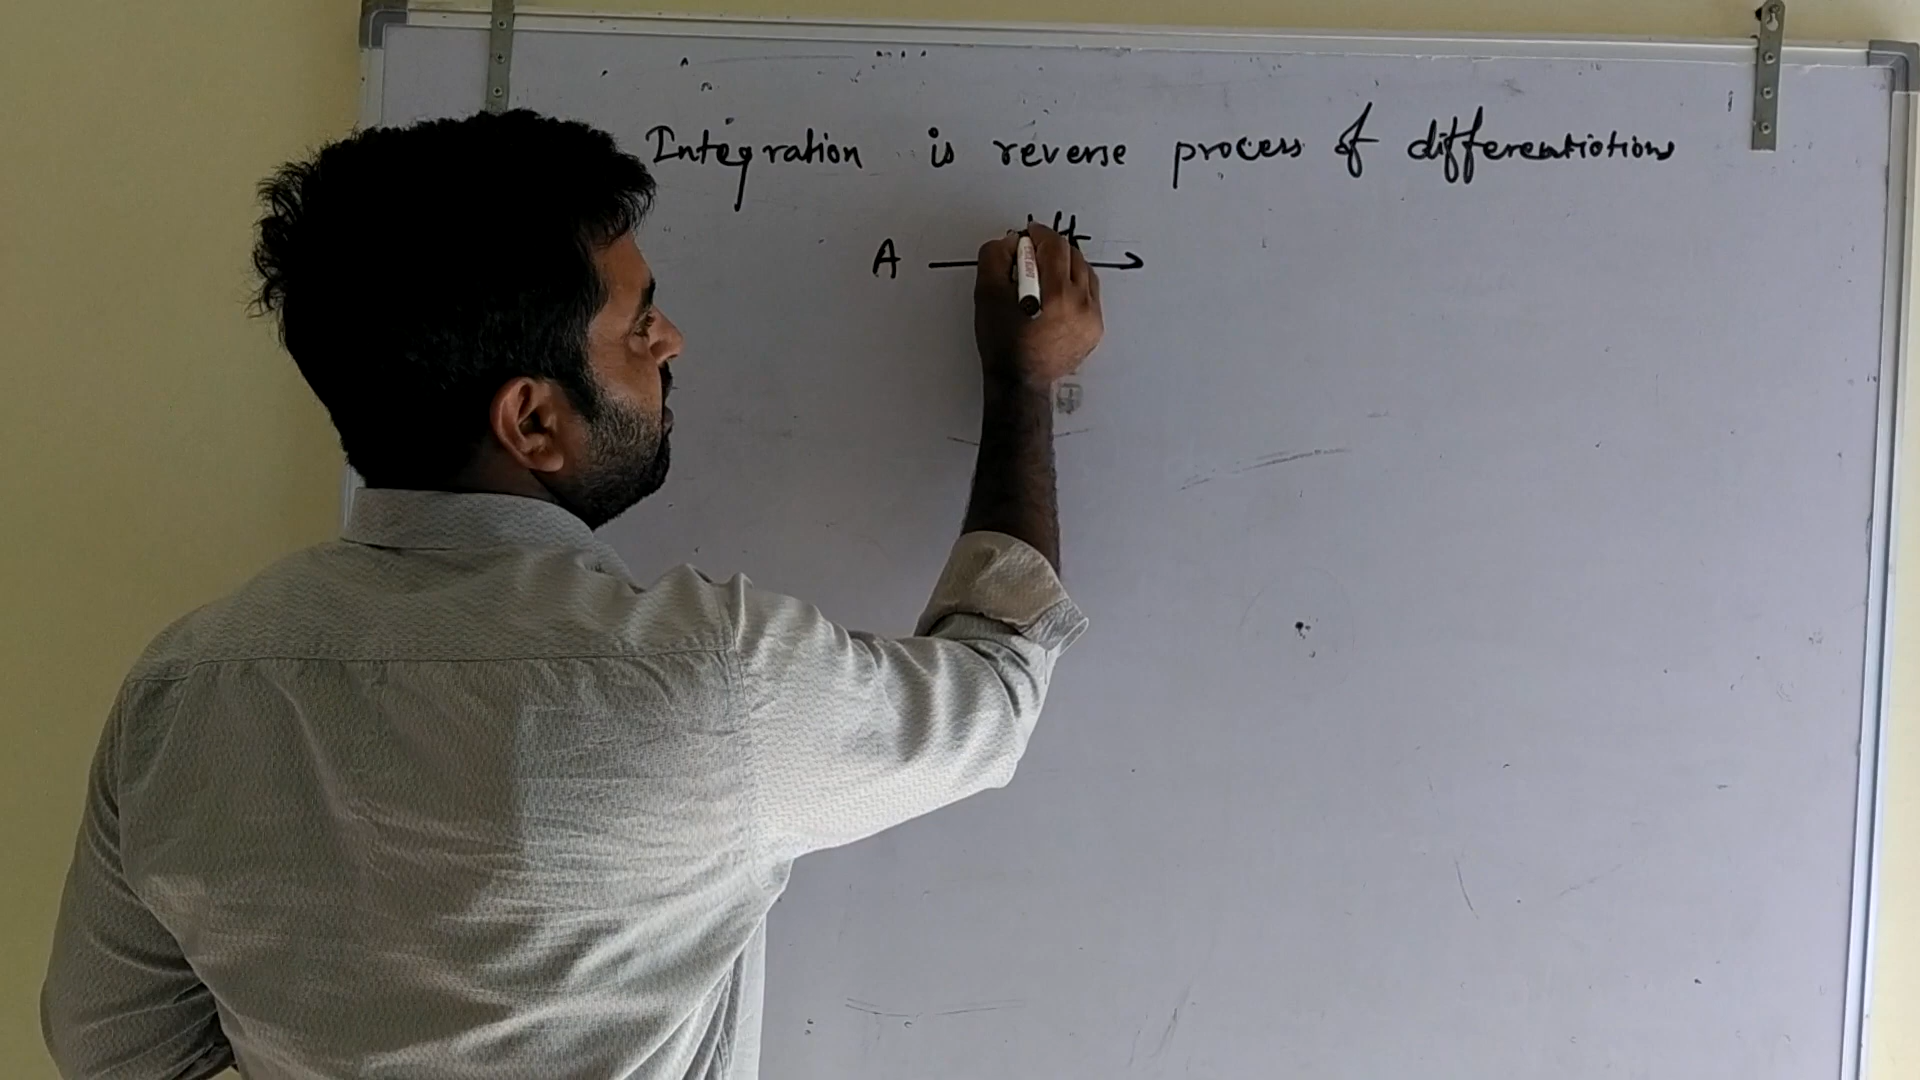 Integration is reverse process of differentiation
A